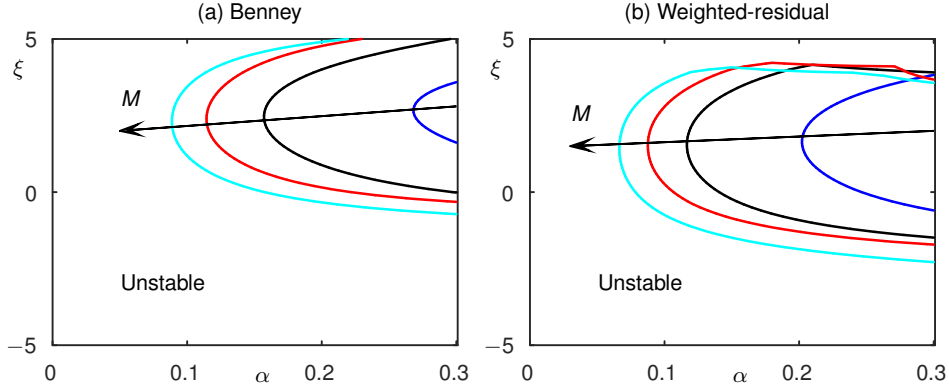 (a) Benney
5
ξ
M
0
Unstable
−5
0
0.1
α
0.2
0.3
(b) Weighted-residual
5
ξ
M
0
Unstable
−5
0
0.1
α
0.2
0.3